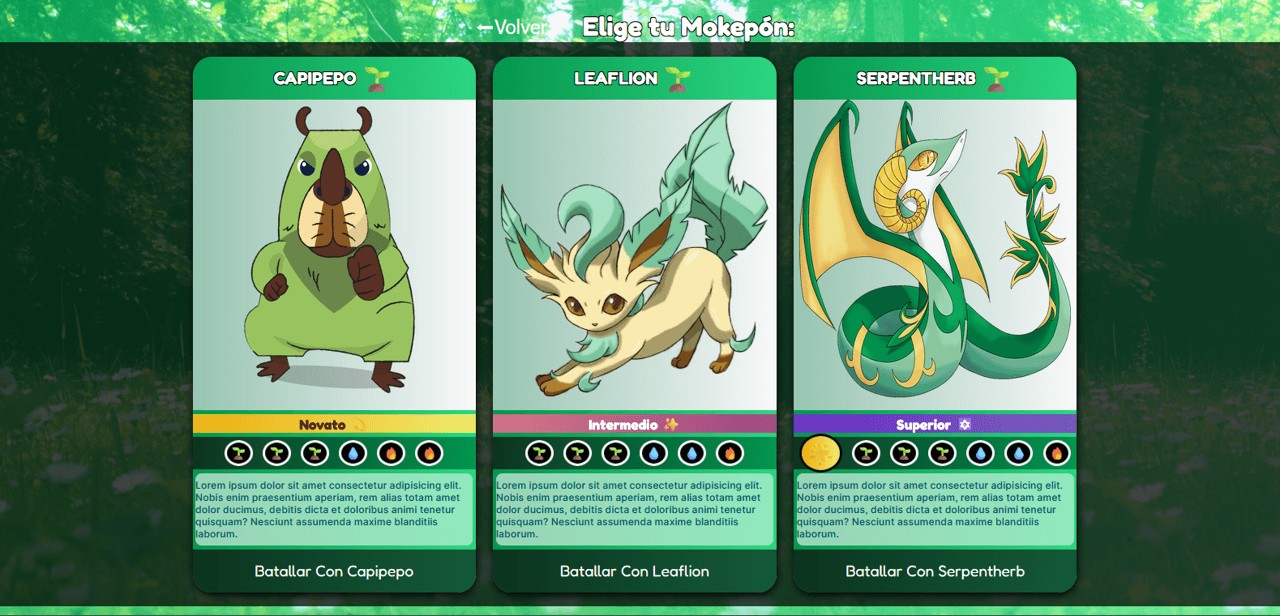 Volver
Elige tu Mokepón:
CAPIPEPO
LEAFLION
SERPENTHERB
Novato
Intermedio
Superior
Lorem ipsum dolor sit amet consectetur adipisicing elit.
Nobis enim praesentium aperiam, rem alias totam amet
dolor ducimus, debitis dicta et doloribus animi tenetur
quisquam? Nesciunt assumenda maxime blanditiis
laborum.
Lorem ipsum dolor sit amet consectetur adipisicing elit.
Nobis enim praesentium aperiam, rem alias totam amet
dolor ducimus, debitis dicta et doloribus animi tenetur
quisquam? Nesciunt assumenda maxime blanditiis
laborum.
Lorem ipsum dolor sit amet consectetur adipisicing elit.
Nobis enim praesentium aperiam, rem alias totam amet
dolor ducimus, debitis dicta et doloribus animi tenetur
quisquam? Nesciunt assumenda maxime blanditiis
laborum.
Batallar Con Capipepo
Batallar Con Leaflion
Batallar Con Serpentherb